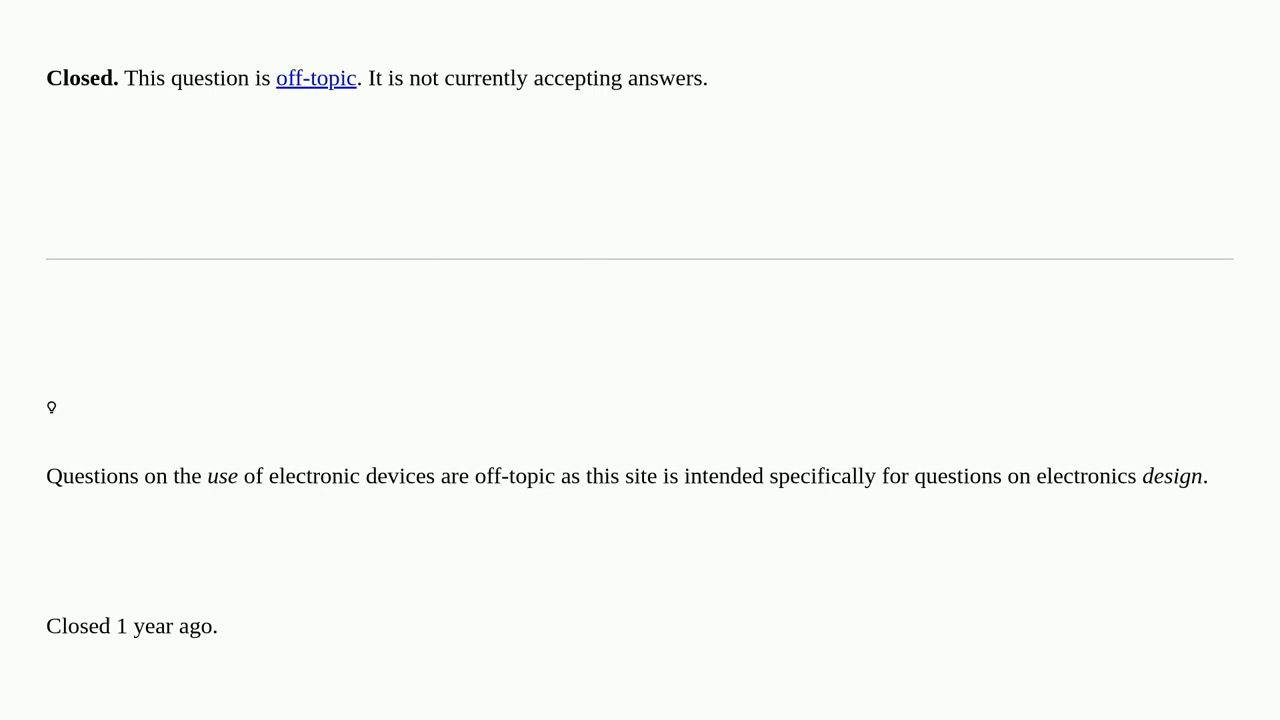 Closed. This question is off-topic. It is not currently accepting answers.
Questions on the use of electronic devices are off-topic as this site is intended specifically for questions on electronics design.
Closed 1 year ago.